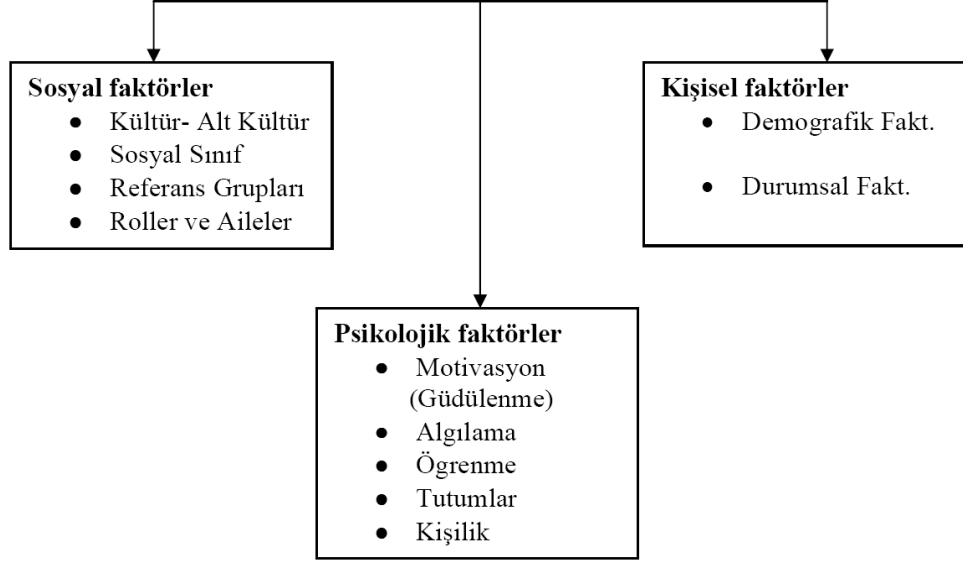 Sosyal faktörler
● Kültür- Alt Kültür
● Sosyal Sınıf
● Referans Grupları
● Roller ve Aileler
Kişisel faktörler
● Demografik Fakt.
● Durumsal Fakt.
Psikolojik faktörler
● Motivasyon
(Güdülenme)
● Algılama
● Ögrenme
● Tutumlar
● Kişilik